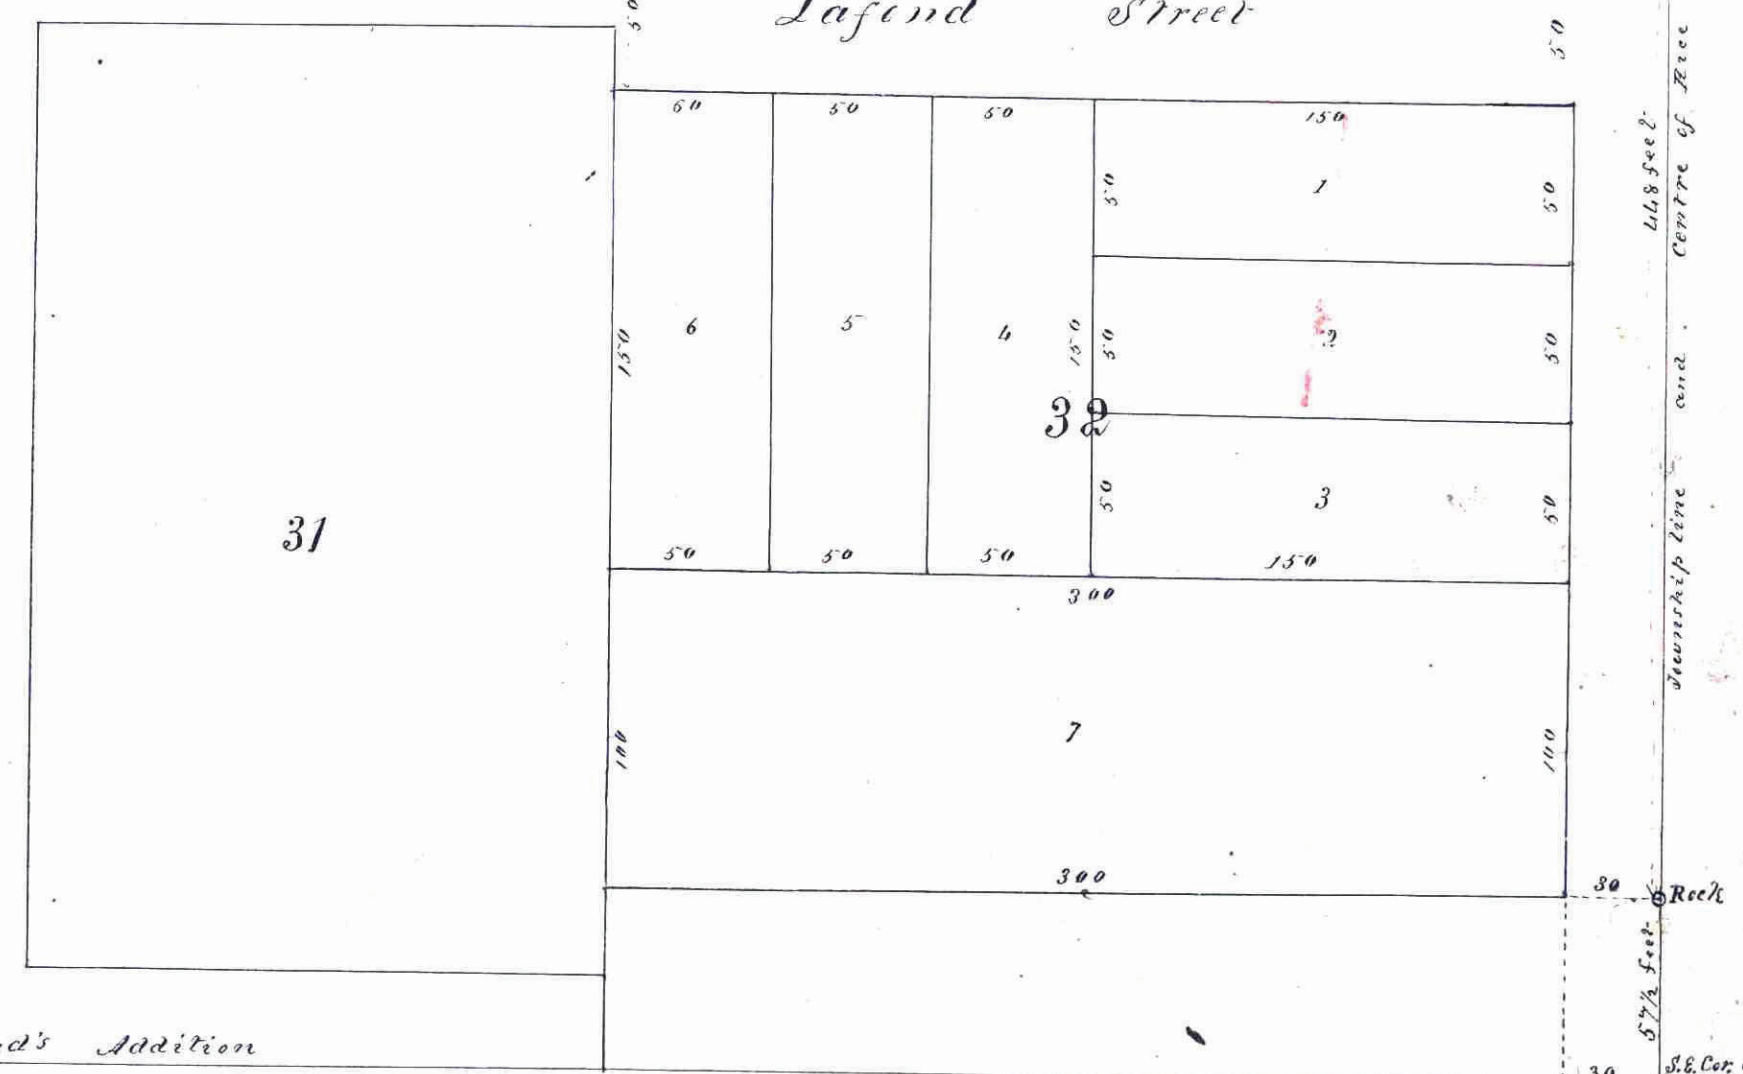 Lafond Street
50
50
60 50 50 150
50 1 50
448 feet
Township line and Centre of Rice
6 5 4 150 50 2 50
150
32
50 3 50
50 50 50 150
31
300
100 7 100
300
30 Rock
57½ feet
d's Addition
30 S.E. Cor.